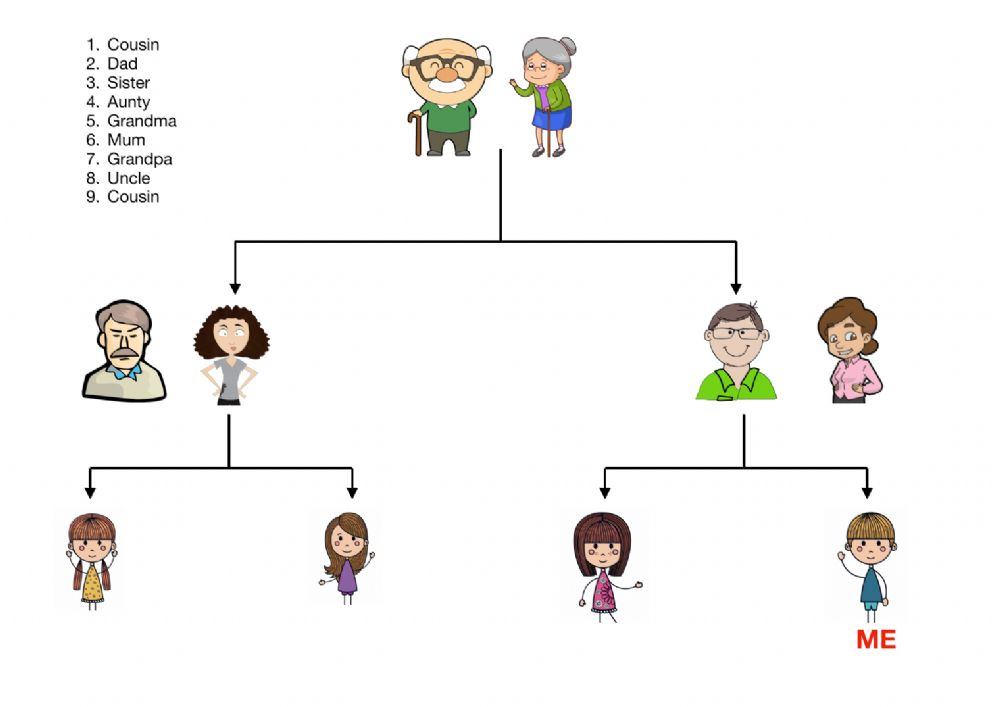 1. Cousin
2. Dad
3. Sister
4. Aunty
5. Grandma
6. Mum
7. Grandpa
8. Uncle
9. Cousin
ME